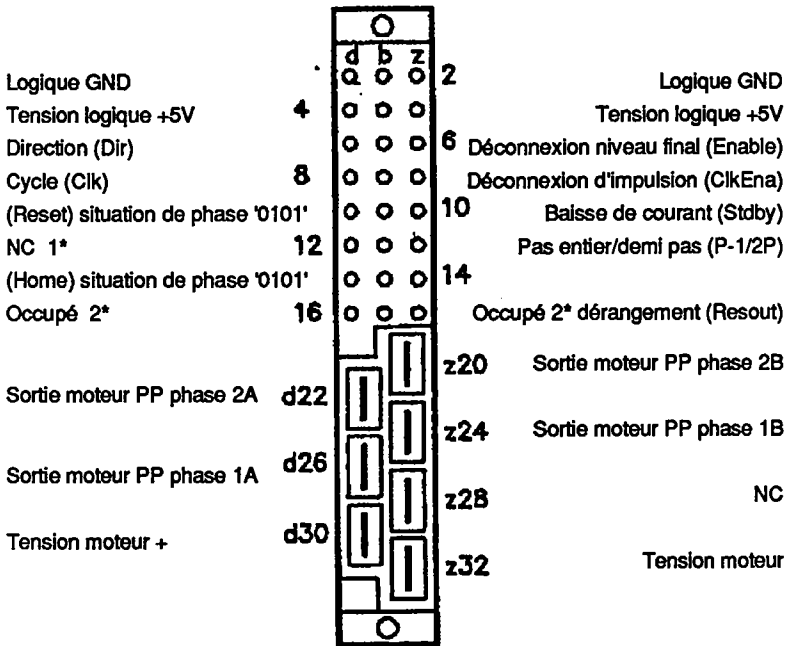 d b z
Logique GND 2 Logique GND
Tension logique +5V 4 Tension logique +5V
Direction (Dir) 6 Déconnexion niveau final (Enable)
Cycle (Clk) 8 Déconnexion d'impulsion (ClkEna)
(Reset) situation de phase '0101' 10 Baisse de courant (Stdby)
NC 1* 12 Pas entier/demi pas (P-1/2P)
(Home) situation de phase '0101' 14
Occupé 2* 16 Occupé 2* dérangement (Resout)
z20 Sortie moteur PP phase 2B
Sortie moteur PP phase 2A d22
z24 Sortie moteur PP phase 1B
Sortie moteur PP phase 1A d26
z28 NC
Tension moteur + d30
z32 Tension moteur